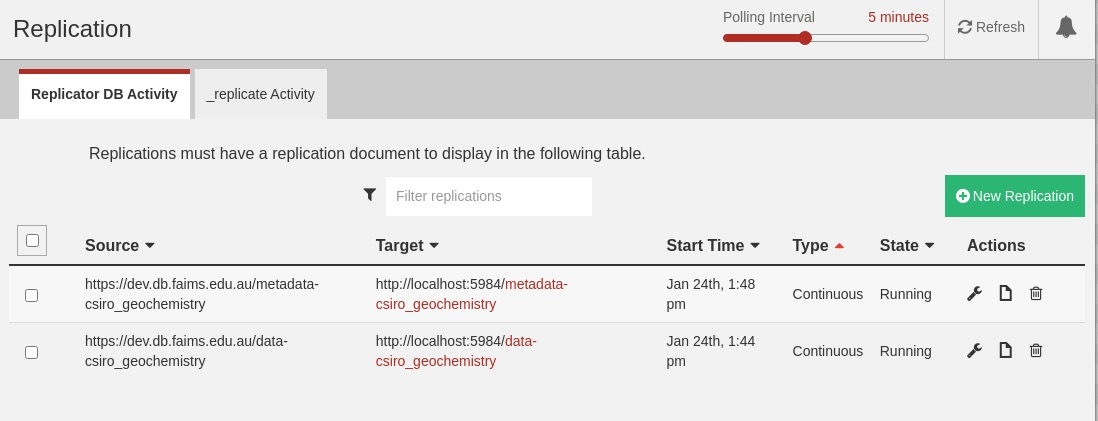 Replication
Polling Interval 5 minutes
Refresh
Replicator DB Activity
_replicate Activity
Replications must have a replication document to display in the following table.
Filter replications
New Replication
Source Target Start Time Type State Actions
https://dev.db.faims.edu.au/metadata- http://localhost:5984/metadata- Jan 24th, 1:48
csiro_geochemistry csiro_geochemistry pm Continuous Running
https://dev.db.faims.edu.au/data- http://localhost:5984/data- Jan 24th, 1:44
csiro_geochemistry csiro_geochemistry pm Continuous Running